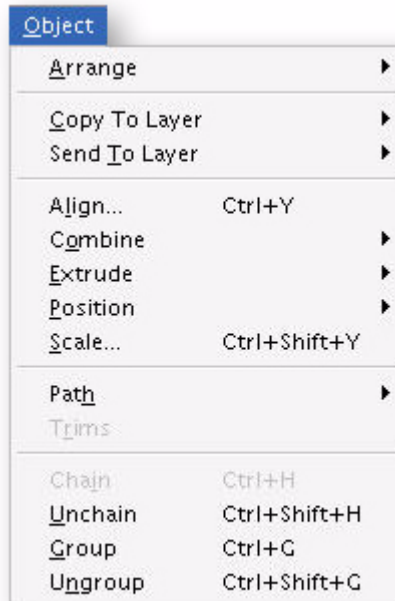 Object
Arrange
Copy To Layer
Send To Layer
Align... Ctrl+Y
Combine
Extrude
Position
Scale... Ctrl+Shift+Y
Path
Trims
Chain Ctrl+H
Unchain Ctrl+Shift+H
Group Ctrl+G
Ungroup Ctrl+Shift+G